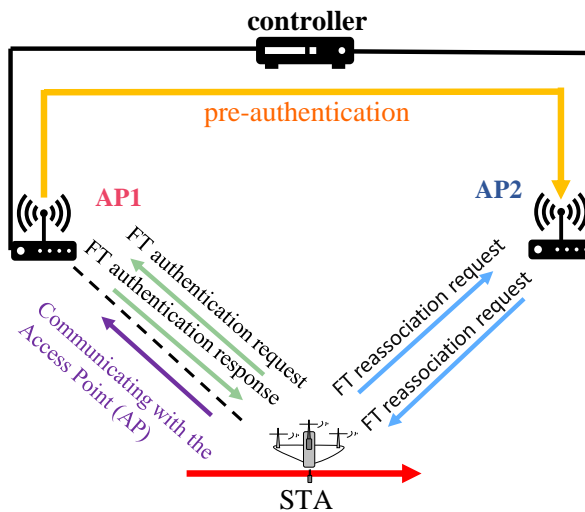 controller
pre-authentication
AP1
AP2
FT authentication request
FT authentication response
Communicating with the
Access Point (AP)
FT reassociation request
FT reassociation request
STA